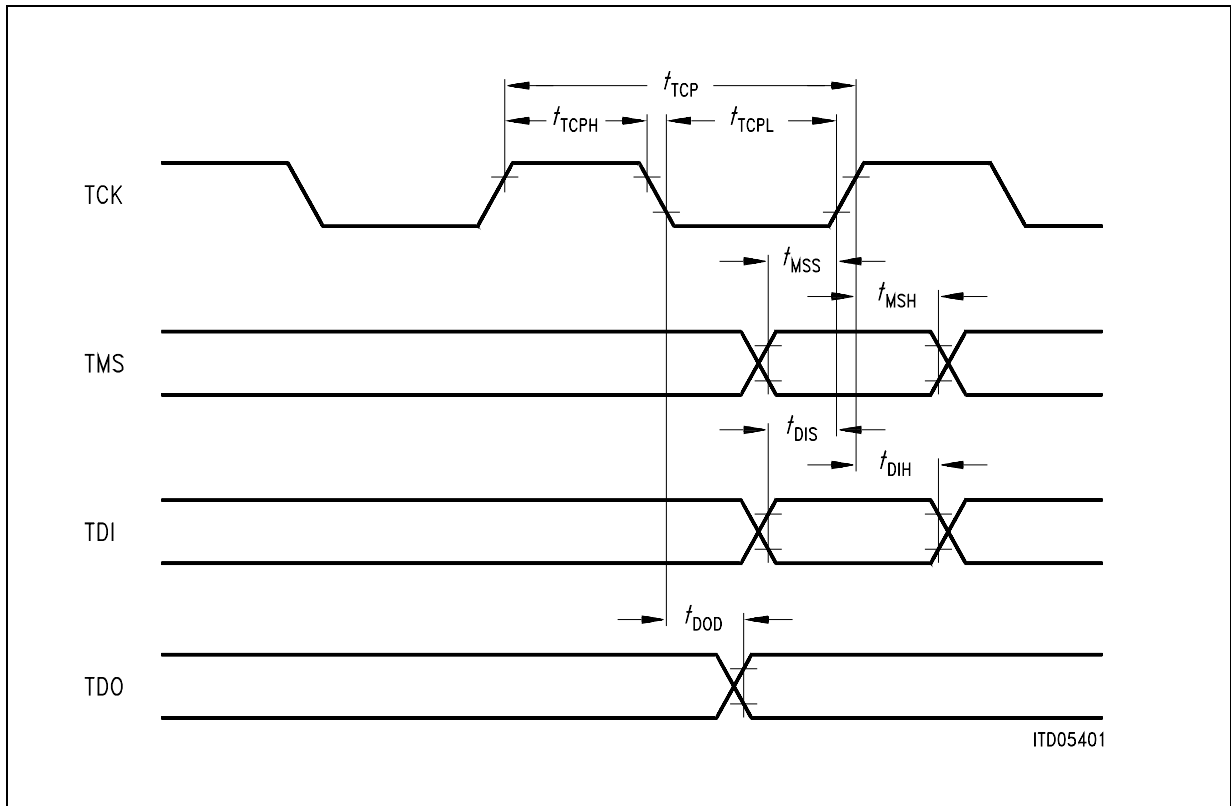 tTCP
tTCPH tTCPL
TCK
tMSS
tMSH
TMS
tDIS
tDIH
TDI
tDOD
TDO
ITD05401